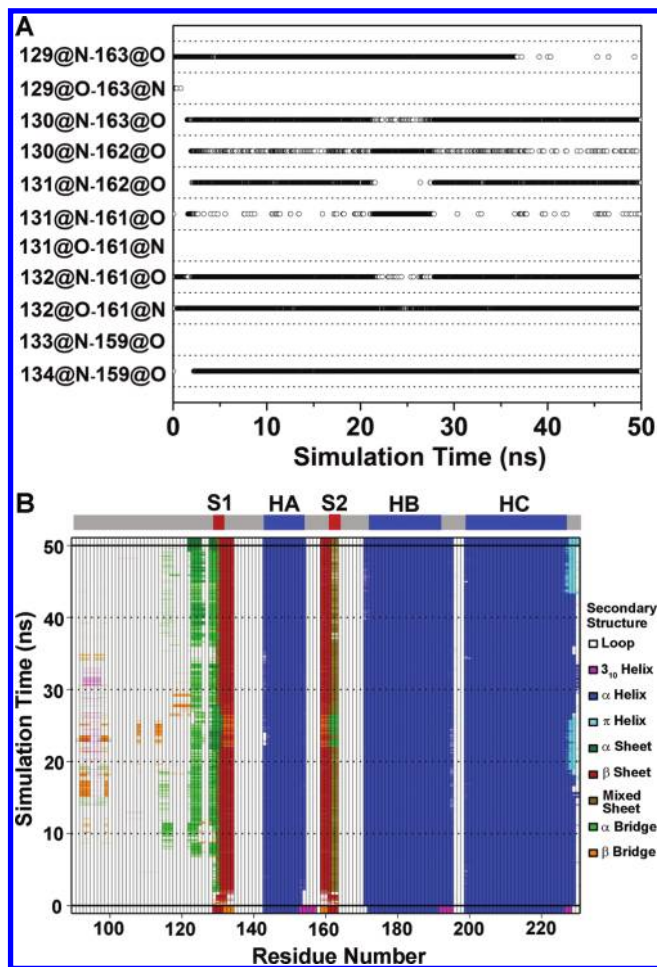 A
129@N-163@O
129@O-163@N
130@N-163@O
130@N-162@O
131@N-162@O
131@N-161@O
131@O-161@N
132@N-161@O
132@O-161@N
133@N-159@O
134@N-159@O
0 10 20 30 40 50
Simulation Time (ns)
B
S1 HA S2 HB HC
50
40
30
20
10
0
Simulation Time (ns)
100 120 140 160 180 200 220
Residue Number
Secondary
Structure
Loop
3₁₀ Helix
α Helix
π Helix
α Sheet
β Sheet
Mixed
Sheet
α Bridge
β Bridge